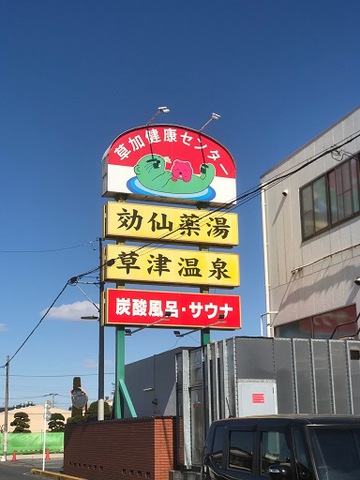 草加健康センター
効仙薬湯
草津温泉
炭酸風呂・サウナ